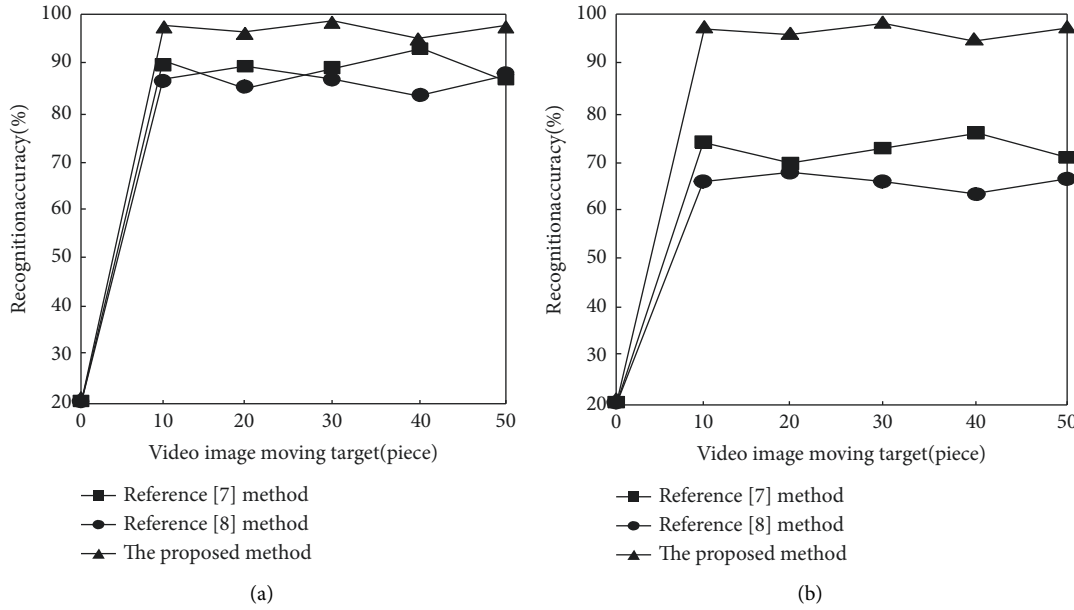 100
90
80
70
60
50
40
30
20
Recognitionaccuracy(%)
0 10 20 30 40 50
Video image moving target(piece)
Reference [7] method
Reference [8] method
The proposed method
(a)
100
90
80
70
60
50
40
30
20
Recognitionaccuracy(%)
0 10 20 30 40 50
Video image moving target(piece)
Reference [7] method
Reference [8] method
The proposed method
(b)